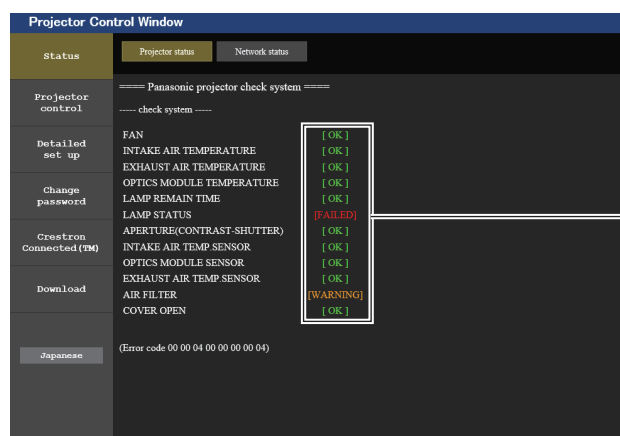 Projector Control Window
Status
Projector status
Network status
Projector
control
Detailed
set up
Change
password
Crestron
Connected(TM)
Download
Japanese
==== Panasonic projector check system ====
----- check system -----
FAN [ OK ]
INTAKE AIR TEMPERATURE [ OK ]
EXHAUST AIR TEMPERATURE [ OK ]
OPTICS MODULE TEMPERATURE [ OK ]
LAMP REMAIN TIME [ OK ]
LAMP STATUS [FAILED]
APERTURE(CONTRAST-SHUTTER) [ OK ]
INTAKE AIR TEMP.SENSOR [ OK ]
OPTICS MODULE SENSOR [ OK ]
EXHAUST AIR TEMP.SENSOR [ OK ]
AIR FILTER [WARNING]
COVER OPEN [ OK ]
(Error code 00 00 04 00 00 00 00 04)